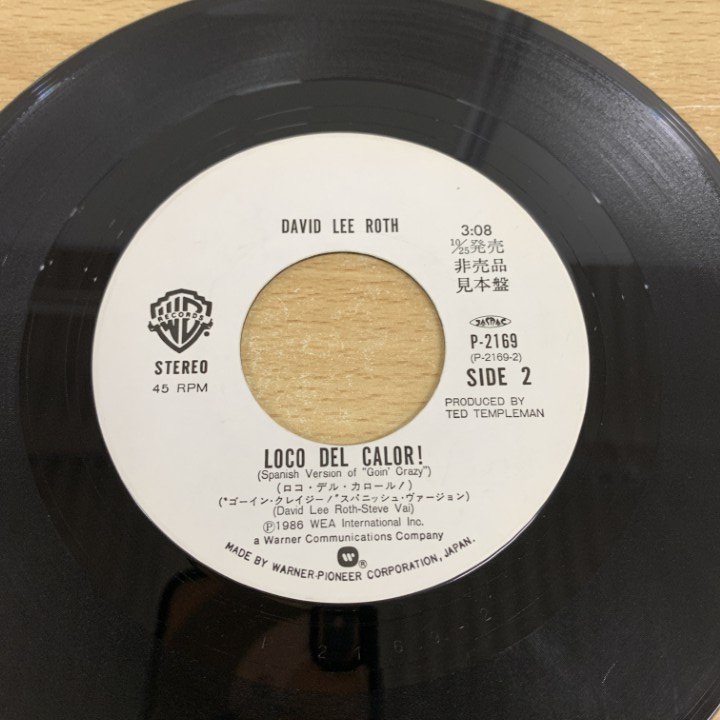 DAVID LEE ROTH
3:08
10/25発売
非売品
見本盤
WB
RECORDS
STEREO
45 RPM
JASRAC
P-2169
(P-2169-2)
SIDE 2
PRODUCED BY
TED TEMPLEMAN
LOCO DEL CALOR!
(Spanish Version of "Goin' Crazy")
(ロコ・デル・カロール!)
("ゴーイン・クレイジー!"スパニッシュ・ヴァージョン)
(David Lee Roth-Steve Vai)
Ⓟ1986 WEA International Inc.
a Warner Communications Company
®
MADE BY WARNER-PIONEER CORPORATION, JAPAN.